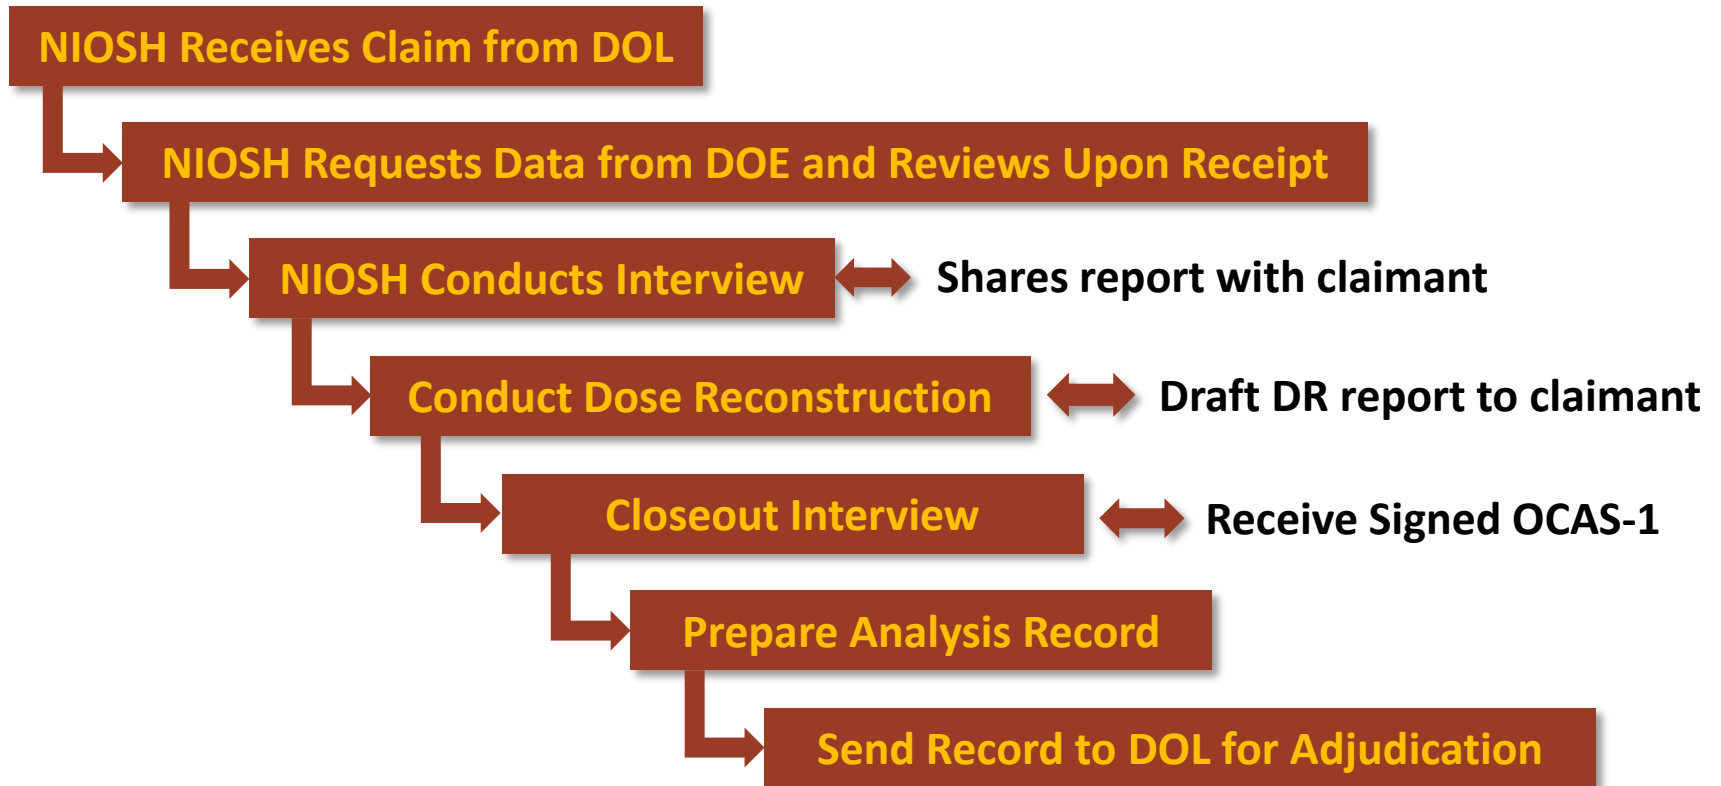 NIOSH Receives Claim from DOL
NIOSH Requests Data from DOE and Reviews Upon Receipt
NIOSH Conducts Interview
Shares report with claimant
Conduct Dose Reconstruction
Draft DR report to claimant
Closeout Interview
Receive Signed OCAS-1
Prepare Analysis Record
Send Record to DOL for Adjudication